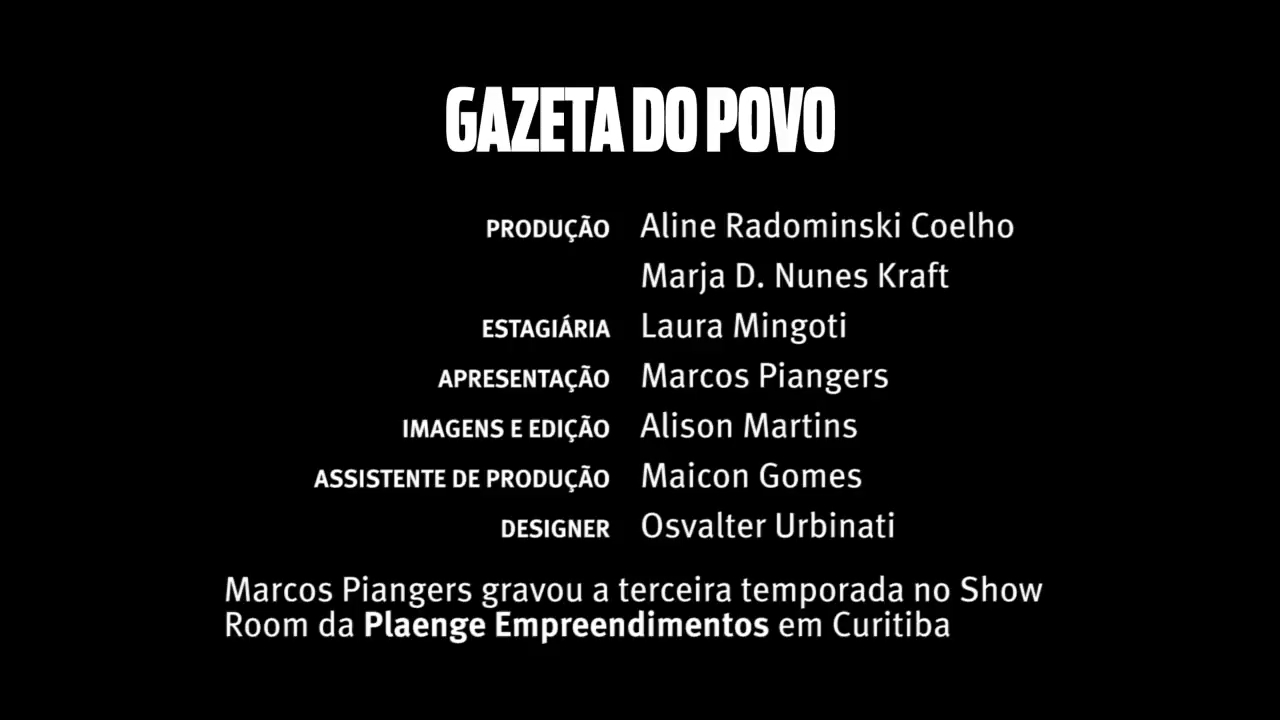 GAZETA DO POVO
PRODUÇÃO Aline Radominski Coelho
Marja D. Nunes Kraft
ESTAGIÁRIA Laura Mingoti
APRESENTAÇÃO Marcos Piangers
IMAGENS E EDIÇÃO Alison Martins
ASSISTENTE DE PRODUÇÃO Maicon Gomes
DESIGNER Osvalter Urbinati
Marcos Piangers gravou a terceira temporada no Show
Room da Plaenge Empreendimentos em Curitiba